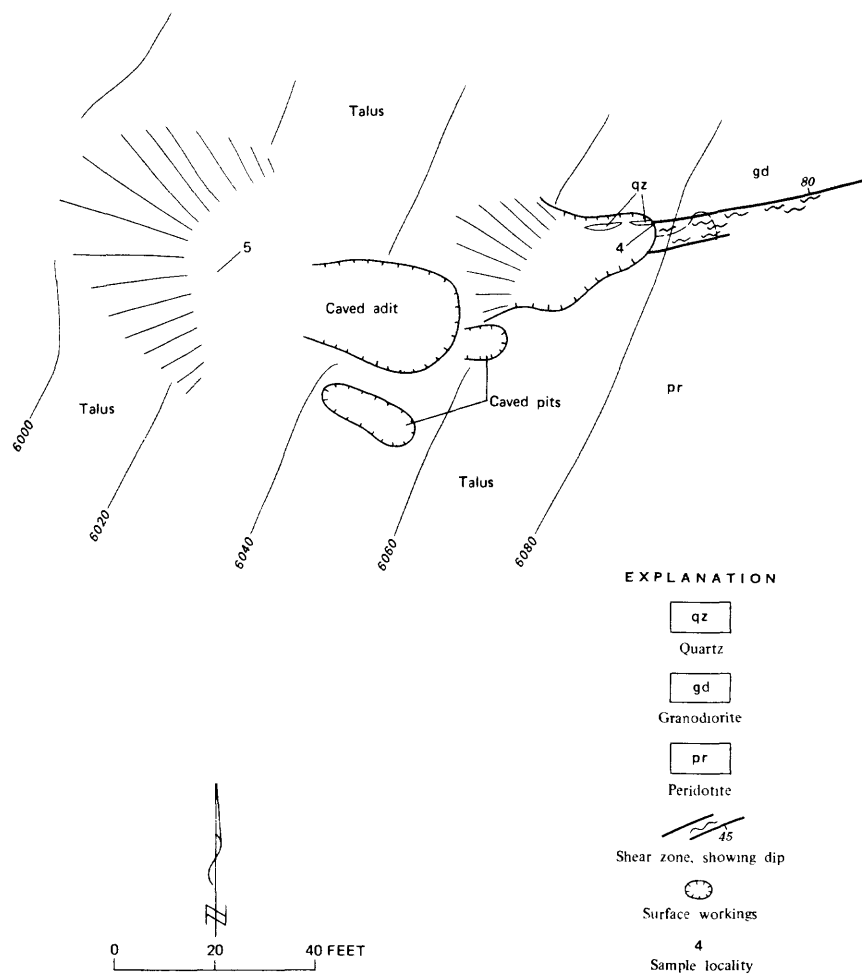 Talus
gd
80
qz
5
4
Caved adit
pr
Talus
Caved pits
6000
Talus
6020
6040
6060
6080
EXPLANATION
qz
Quartz
gd
Granodiorite
pr
Peridotite
45
Shear zone, showing dip
Surface workings
4
Sample locality
N
0 20 40 FEET